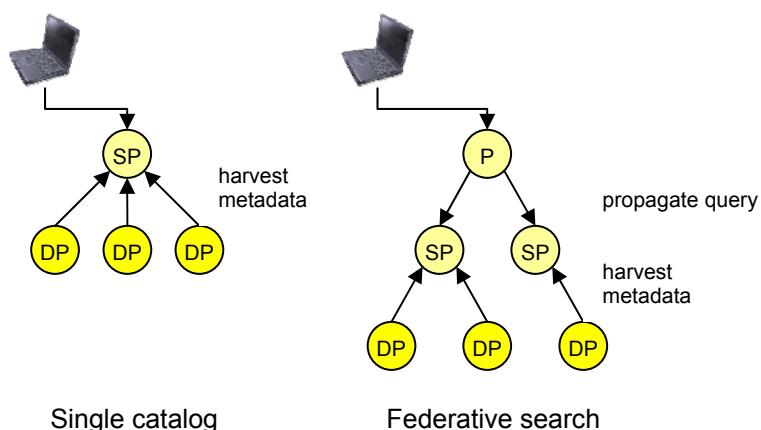 SP
harvest
metadata
DP DP DP
Single catalog
P
propagate query
SP SP
harvest
metadata
DP DP DP
Federative search